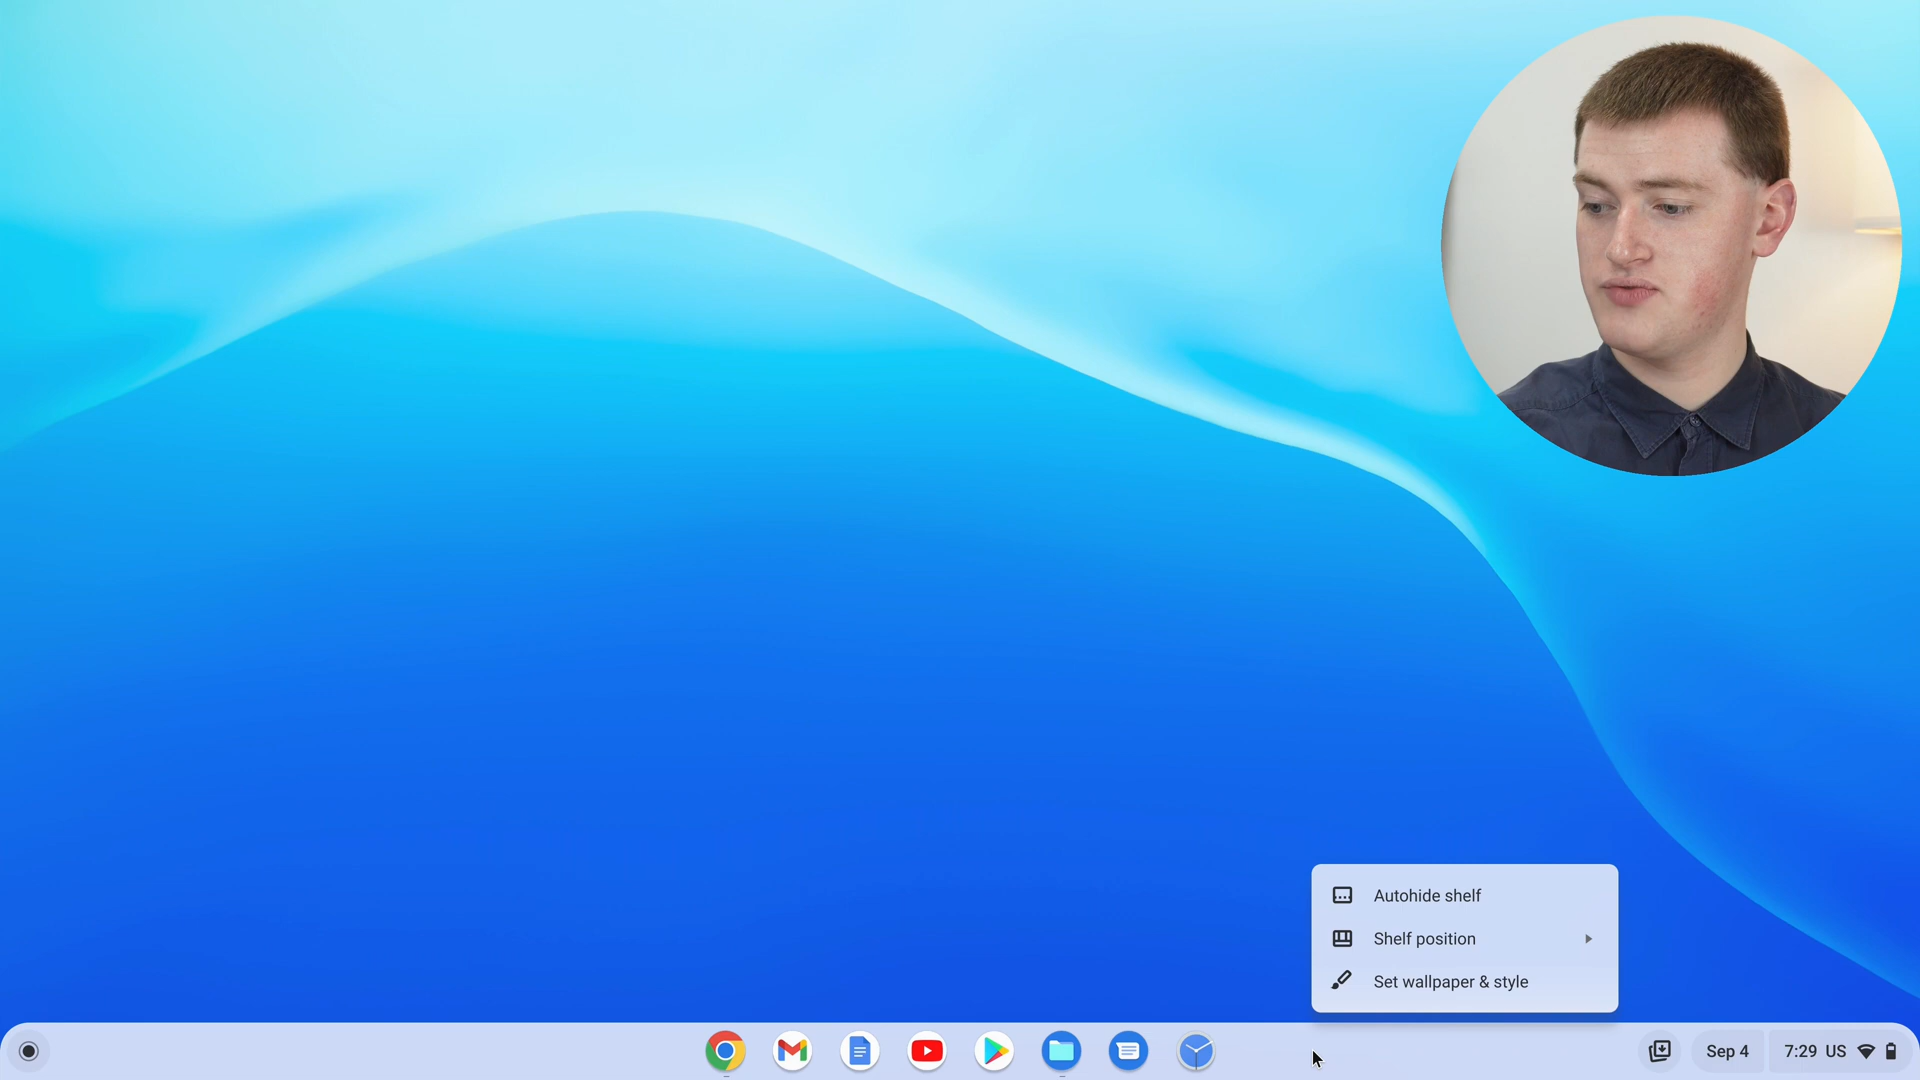 Autohide shelf
Shelf position
Set wallpaper & style
Sep 4
7:29 US